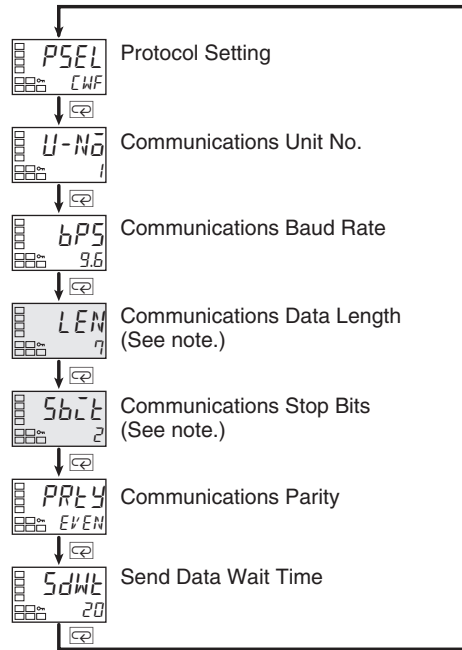 PSEL
CWF
Protocol Setting
U-No
1
Communications Unit No.
bPS
9.6
Communications Baud Rate
LEN
7
Communications Data Length
(See note.)
Sbit
2
Communications Stop Bits
(See note.)
PRtY
EVEN
Communications Parity
SdWt
20
Send Data Wait Time